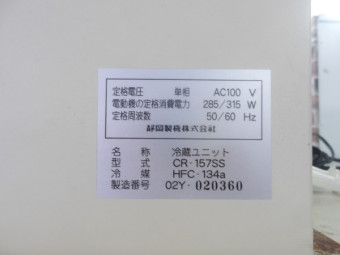 定格電圧 単相 AC100 V
電動機の定格消費電力 285/315 W
定格周波数 50/60 Hz
静岡製機株式会社
名称 冷蔵ユニット
型式 CR-157SS
冷媒 HFC-134a
製造番号 02Y-020360